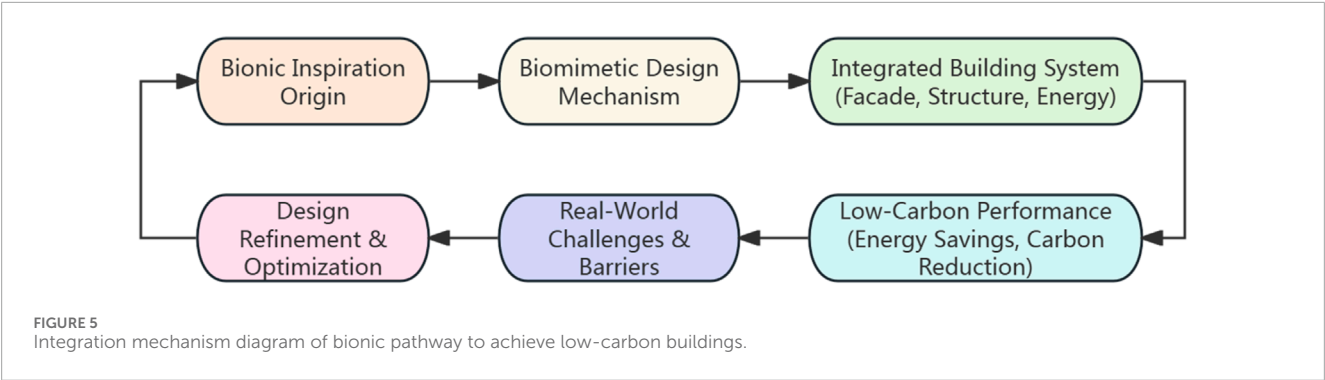 Bionic Inspiration
Origin
Biomimetic Design
Mechanism
Integrated Building System
(Facade, Structure, Energy)
Design
Refinement &
Optimization
Real-World
Challenges &
Barriers
Low-Carbon Performance
(Energy Savings, Carbon
Reduction)
FIGURE 5
Integration mechanism diagram of bionic pathway to achieve low-carbon buildings.